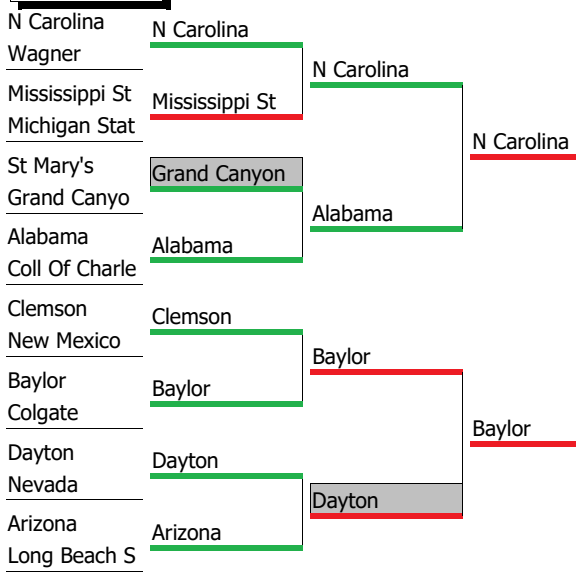 N Carolina
Wagner
Mississippi St
Michigan Stat
St Mary's
Grand Canyo
Alabama
Coll Of Charle
Clemson
New Mexico
Baylor
Colgate
Dayton
Nevada
Arizona
Long Beach S
N Carolina
Mississippi St
Grand Canyon
Alabama
Clemson
Baylor
Dayton
Arizona
N Carolina
Alabama
Baylor
Dayton
N Carolina
Baylor